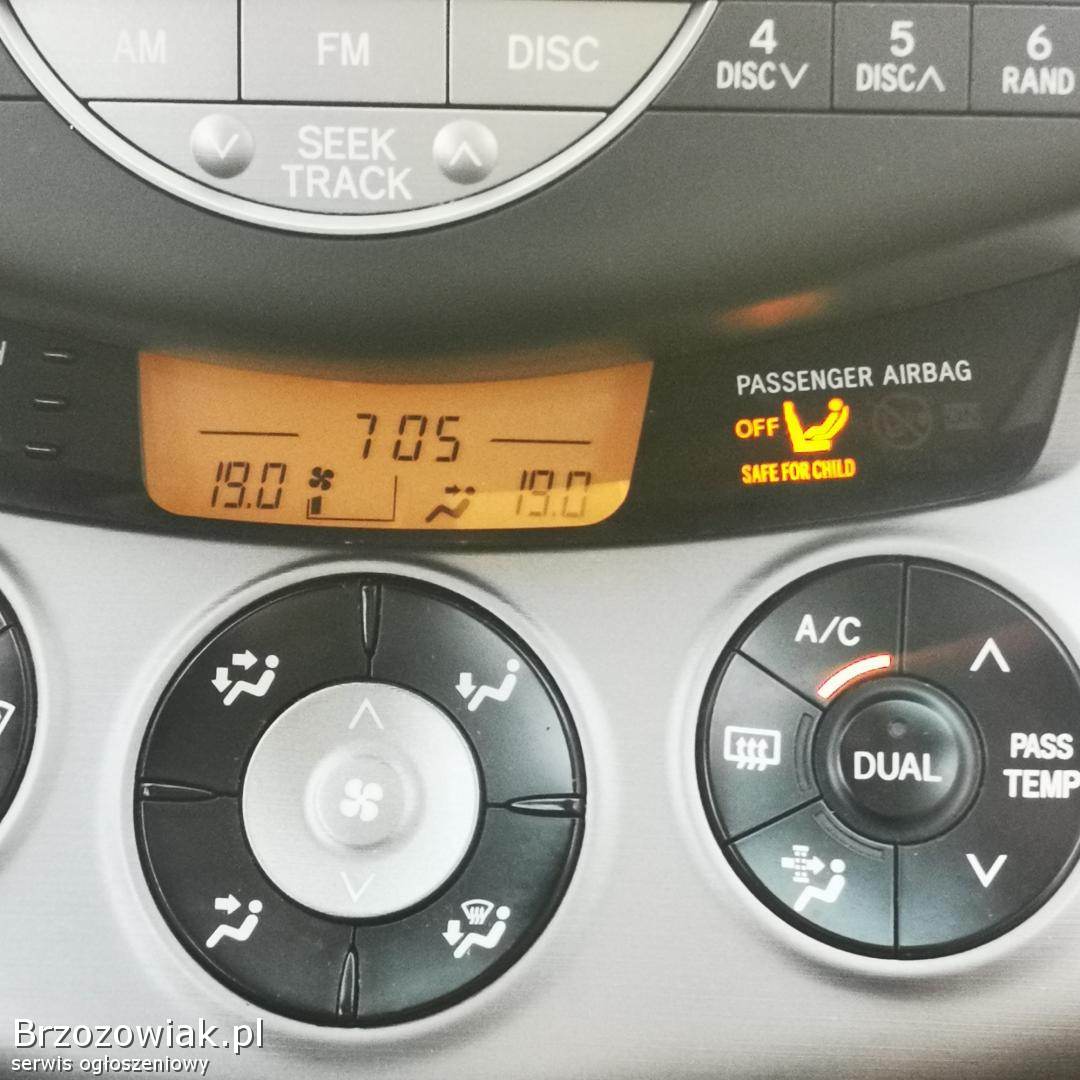 AM FM DISC
4 DISC 5 DISC 6 RAND
SEEK
TRACK
PASSENGER AIRBAG
OFF
SAFE FOR CHILD
7 05
19.0 19.0
A/C
DUAL
PASS
TEMP
Brzozowiak.pl
serwis ogłoszeniowy